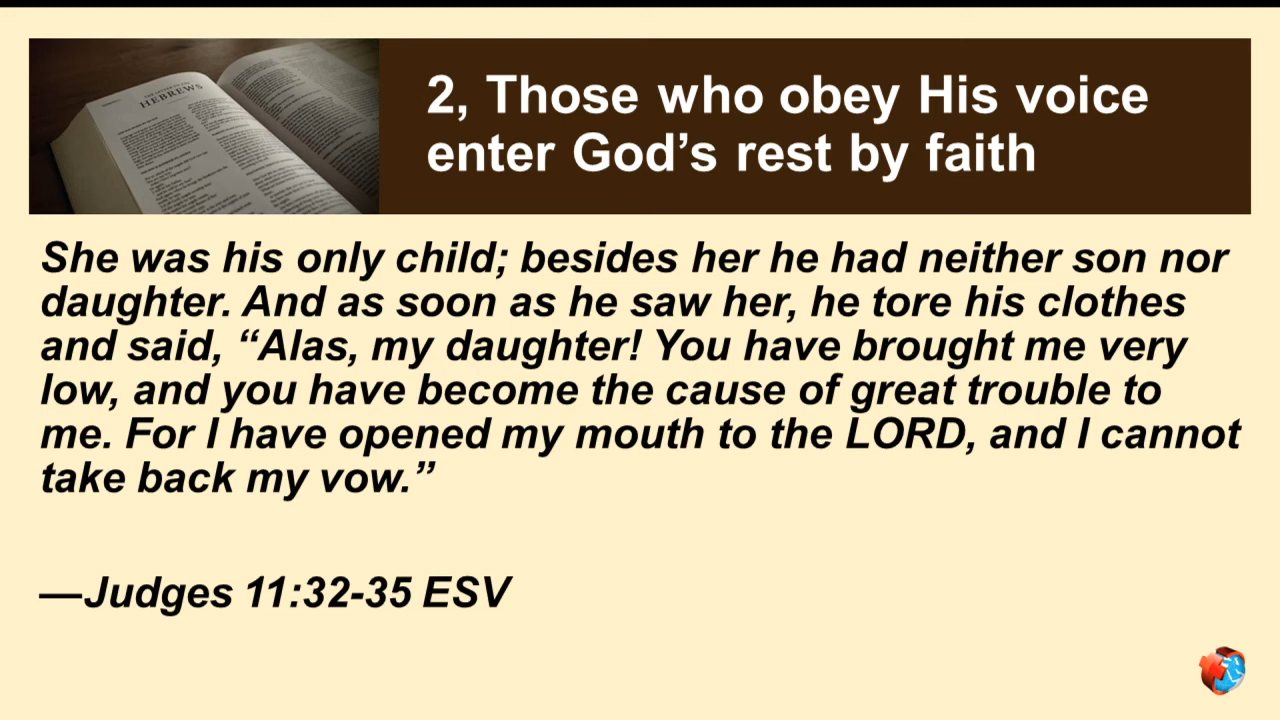 HEBREWS
2, Those who obey His voice
enter God’s rest by faith
She was his only child; besides her he had neither son nor
daughter. And as soon as he saw her, he tore his clothes
and said, “Alas, my daughter! You have brought me very
low, and you have become the cause of great trouble to
me. For I have opened my mouth to the LORD, and I cannot
take back my vow.”
—Judges 11:32-35 ESV